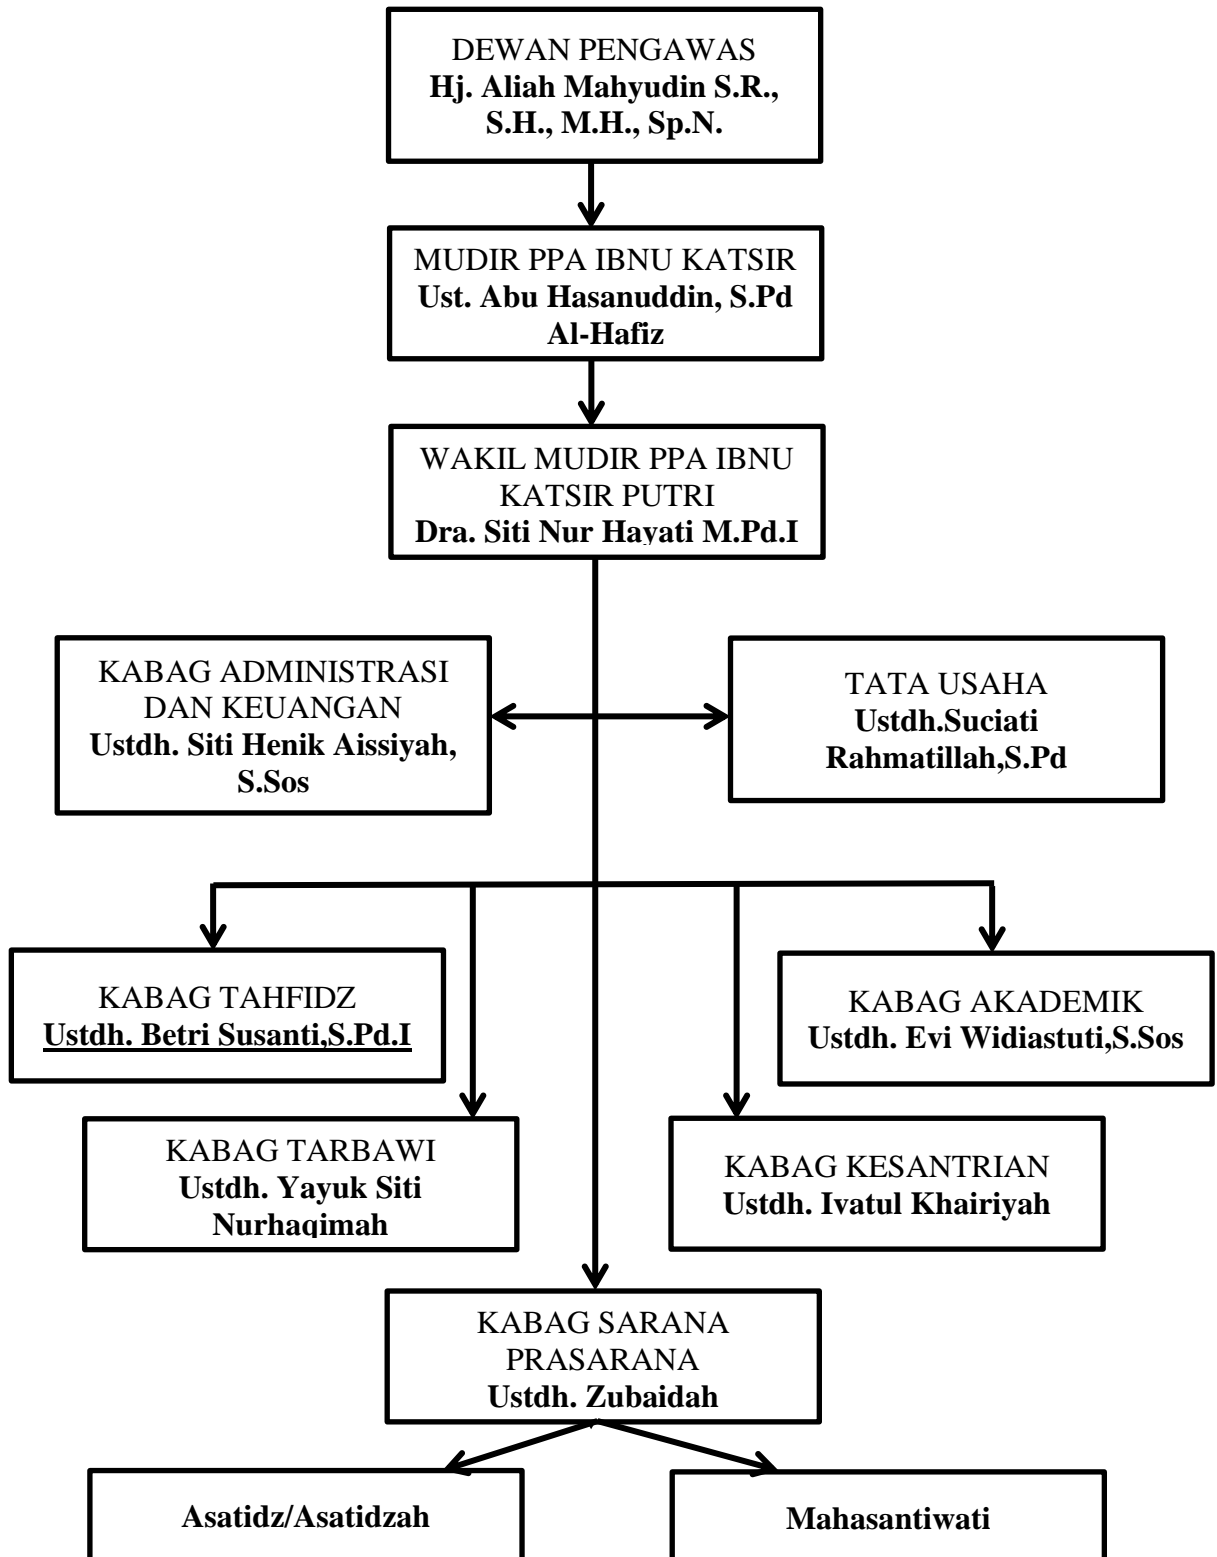 DEWAN PENGAWAS
Hj. Aliah Mahyudin S.R.,
S.H., M.H., Sp.N.
MUDIR PPA IBNU KATSIR
Ust. Abu Hasanuddin, S.Pd
Al-Hafiz
WAKIL MUDIR PPA IBNU
KATSIR PUTRI
Dra. Siti Nur Hayati M.Pd.I
KABAG ADMINISTRASI
DAN KEUANGAN
Ustdh. Siti Henik Aissiyah,
S.Sos
TATA USAHA
Ustdh.Suciati
Rahmatillah,S.Pd
KABAG TAHFIDZ
Ustdh. Betri Susanti,S.Pd.I
KABAG AKADEMIK
Ustdh. Evi Widiastuti,S.Sos
KABAG TARBAWI
Ustdh. Yayuk Siti
Nurhaqimah
KABAG KESANTRIAN
Ustdh. Ivatul Khairiyah
KABAG SARANA
PRASARANA
Ustdh. Zubaidah
Asatidz/Asatidzah
Mahasantiwati